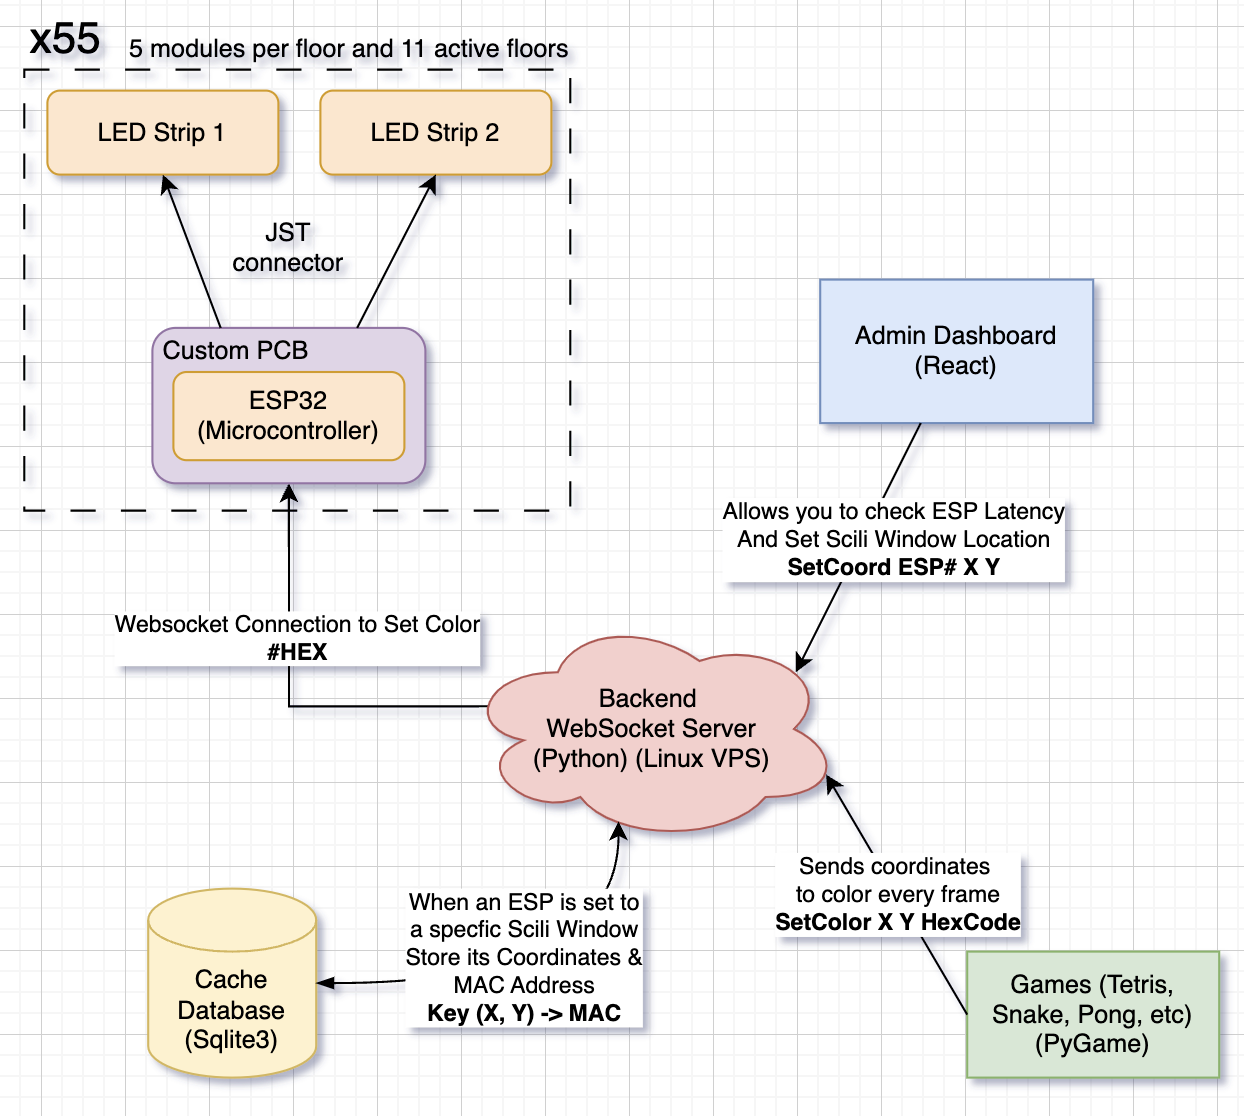 x55
5 modules per floor and 11 active floors
LED Strip 1
LED Strip 2
JST
connector
Custom PCB
ESP32
(Microcontroller)
Admin Dashboard
(React)
Allows you to check ESP Latency
And Set Scili Window Location
SetCoord ESP# X Y
Websocket Connection to Set Color
#HEX
Backend
WebSocket Server
(Python) (Linux VPS)
Sends coordinates
to color every frame
SetColor X Y HexCode
When an ESP is set to
a specfic Scili Window
Store its Coordinates &
MAC Address
Key (X, Y) -> MAC
Cache
Database
(Sqlite3)
Games (Tetris,
Snake, Pong, etc)
(PyGame)